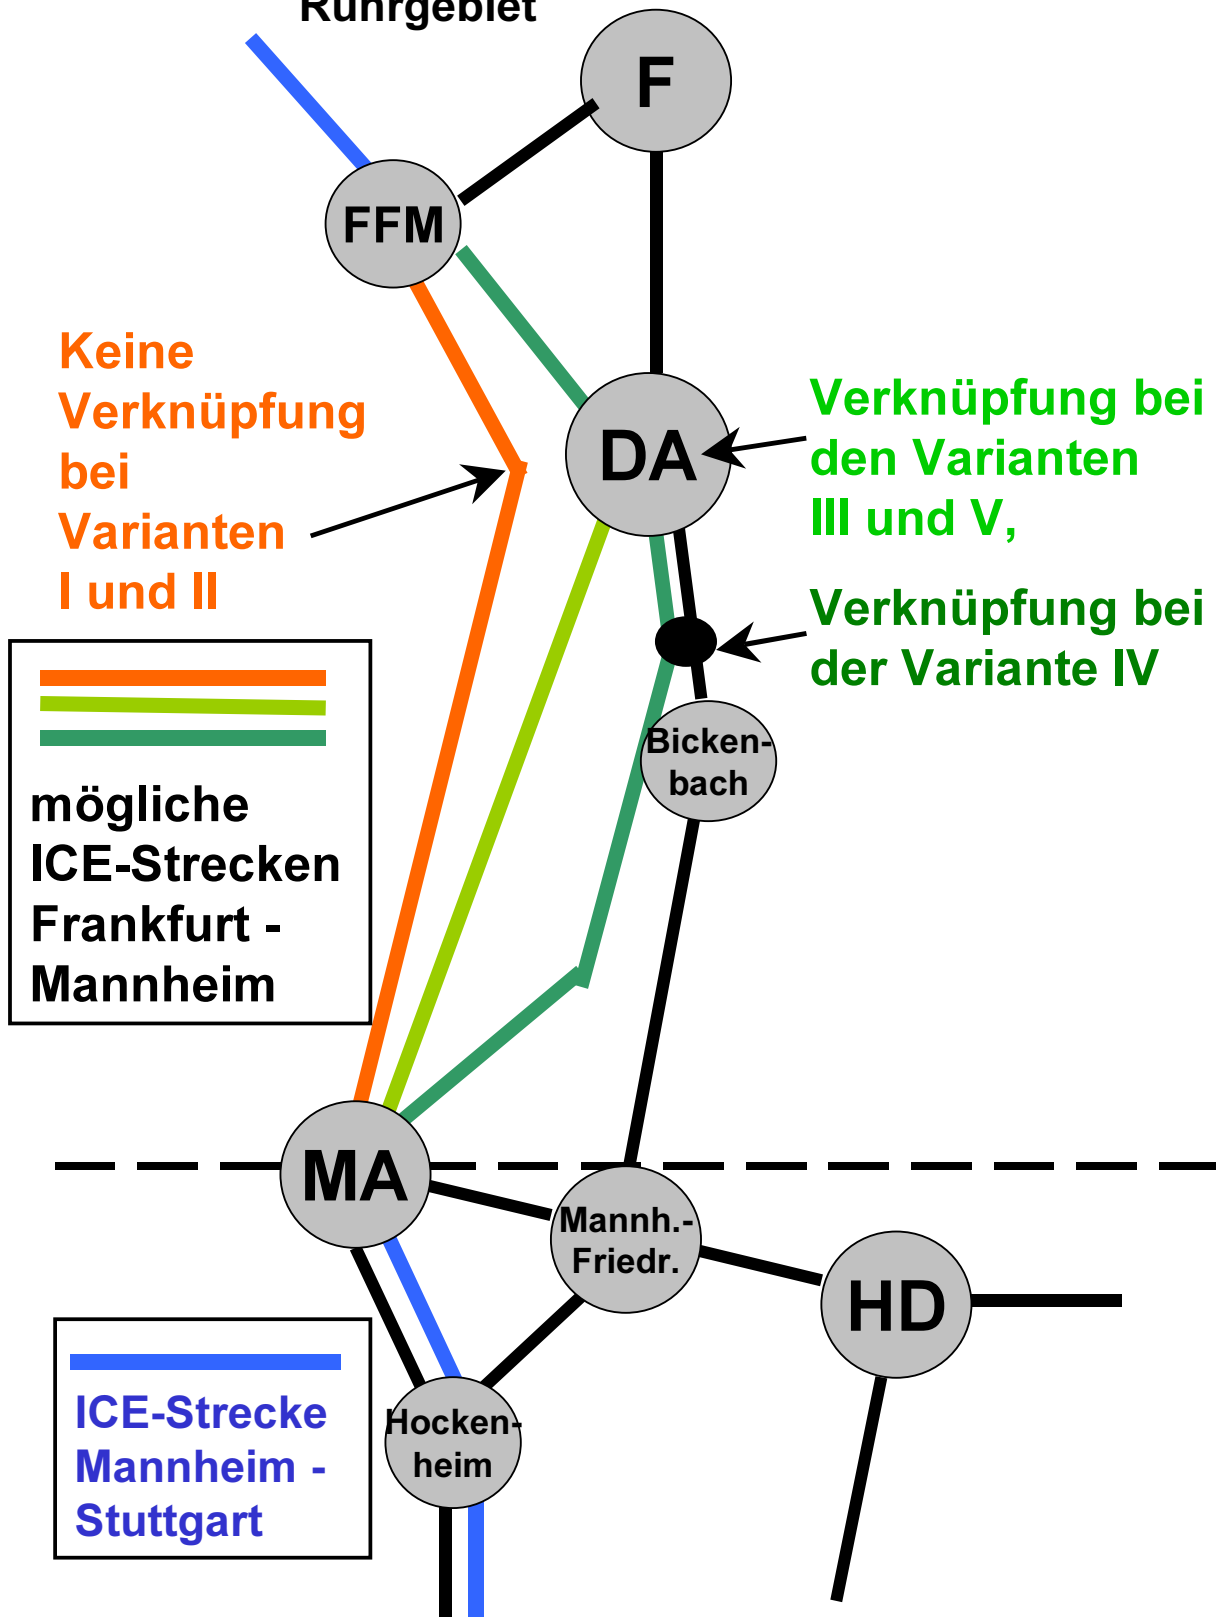 Ruhrgebiet
F
FFM
Keine
Verknüpfung
bei
Varianten
I und II
DA
Verknüpfung bei
den Varianten
III und V,
Verknüpfung bei
der Variante IV
Bicken-
bach
mögliche
ICE-Strecken
Frankfurt -
Mannheim
MA
Mannh.-
Friedr.
HD
ICE-Strecke
Mannheim -
Stuttgart
Hocken-
heim